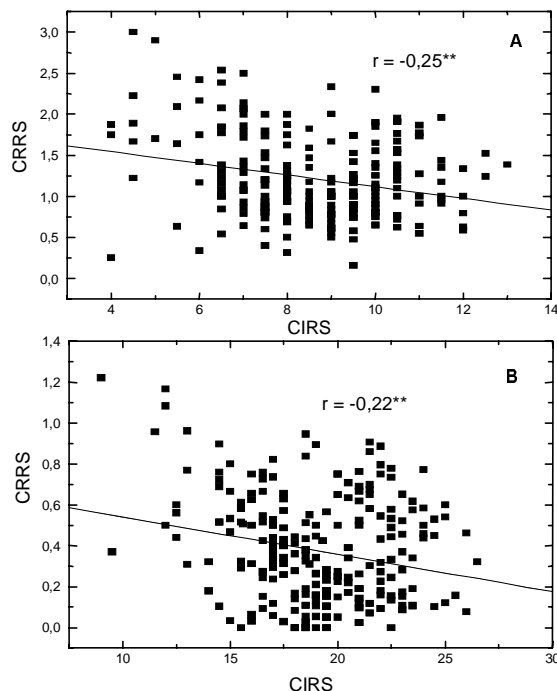 A
r = -0,25**
CRRS
3,0
2,5
2,0
1,5
1,0
0,5
0,0
4 6 8 10 12 14
CIRS
B
r = -0,22**
CRRS
1,4
1,2
1,0
0,8
0,6
0,4
0,2
0,0
10 15 20 25 30
CIRS